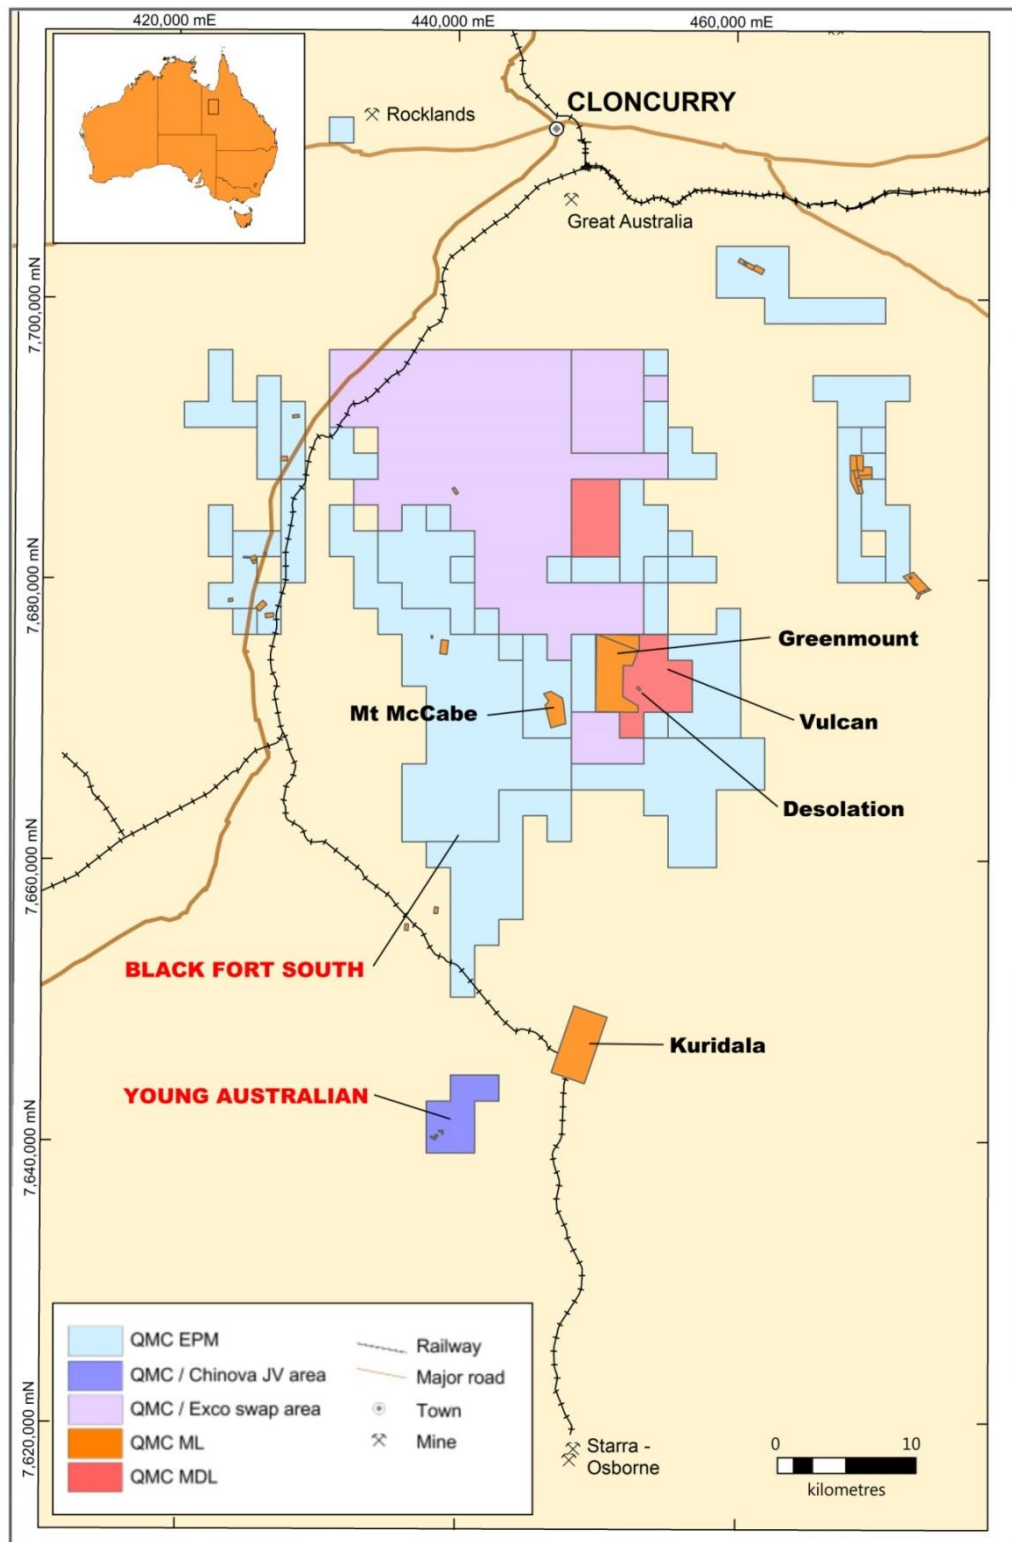 420,000 mE
440,000 mE
460,000 mE
CLONCURRY
Rocklands
Great Australia
7,700,000 mN
7,680,000 mN
Greenmount
Mt McCabe
Vulcan
Desolation
7,660,000 mN
BLACK FORT SOUTH
Kuridala
YOUNG AUSTRALIAN
7,640,000 mN
QMC EPM
QMC / Chinova JV area
QMC / Exco swap area
QMC ML
QMC MDL
Railway
Major road
Town
Mine
7,620,000 mN
Starra -
Osborne
0
10
kilometres